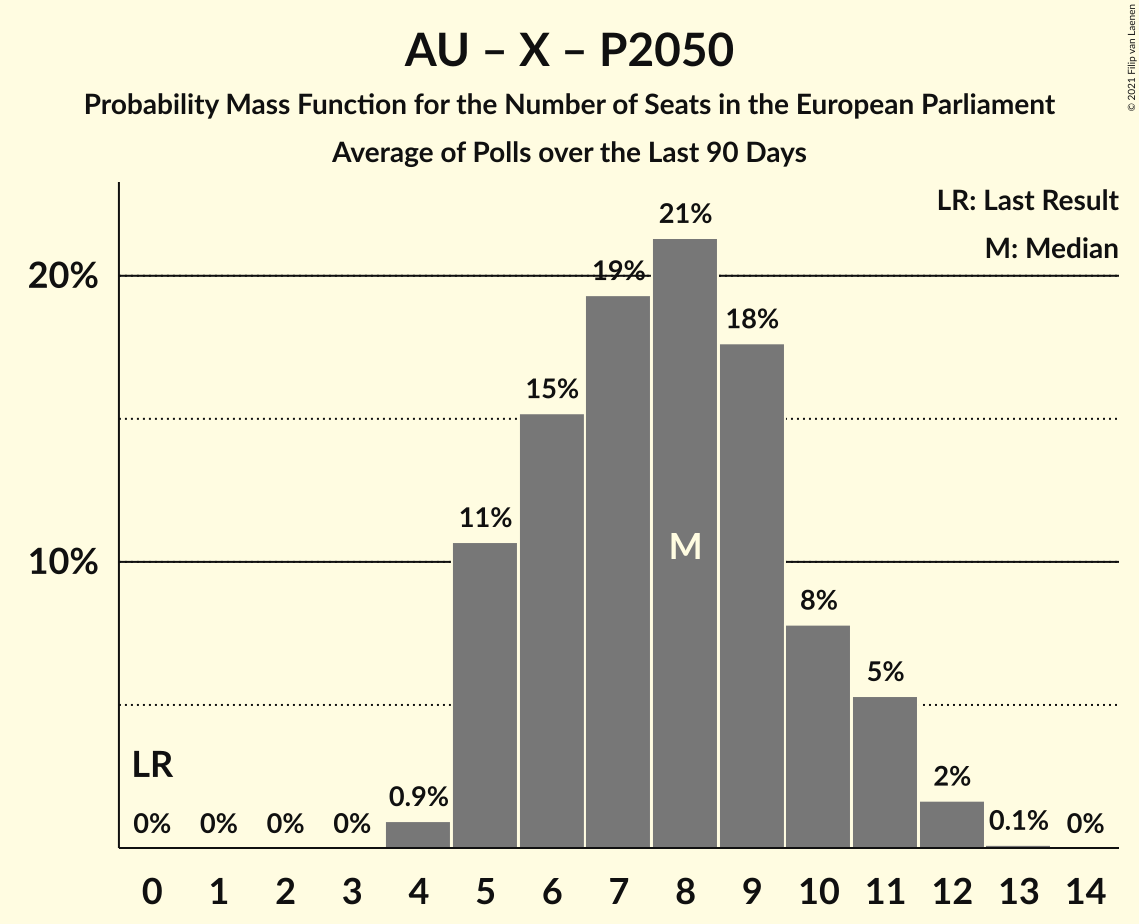 AU – X – P2050
Probability Mass Function for the Number of Seats in the European Parliament
Average of Polls over the Last 90 Days
© 2021 Filip van Laenen
LR: Last Result
M: Median
20%
10%
21%
19%
18%
15%
11%
M
8%
5%
LR
2%
0% 0% 0% 0% 0.9% 0.1% 0%
0 1 2 3 4 5 6 7 8 9 10 11 12 13 14